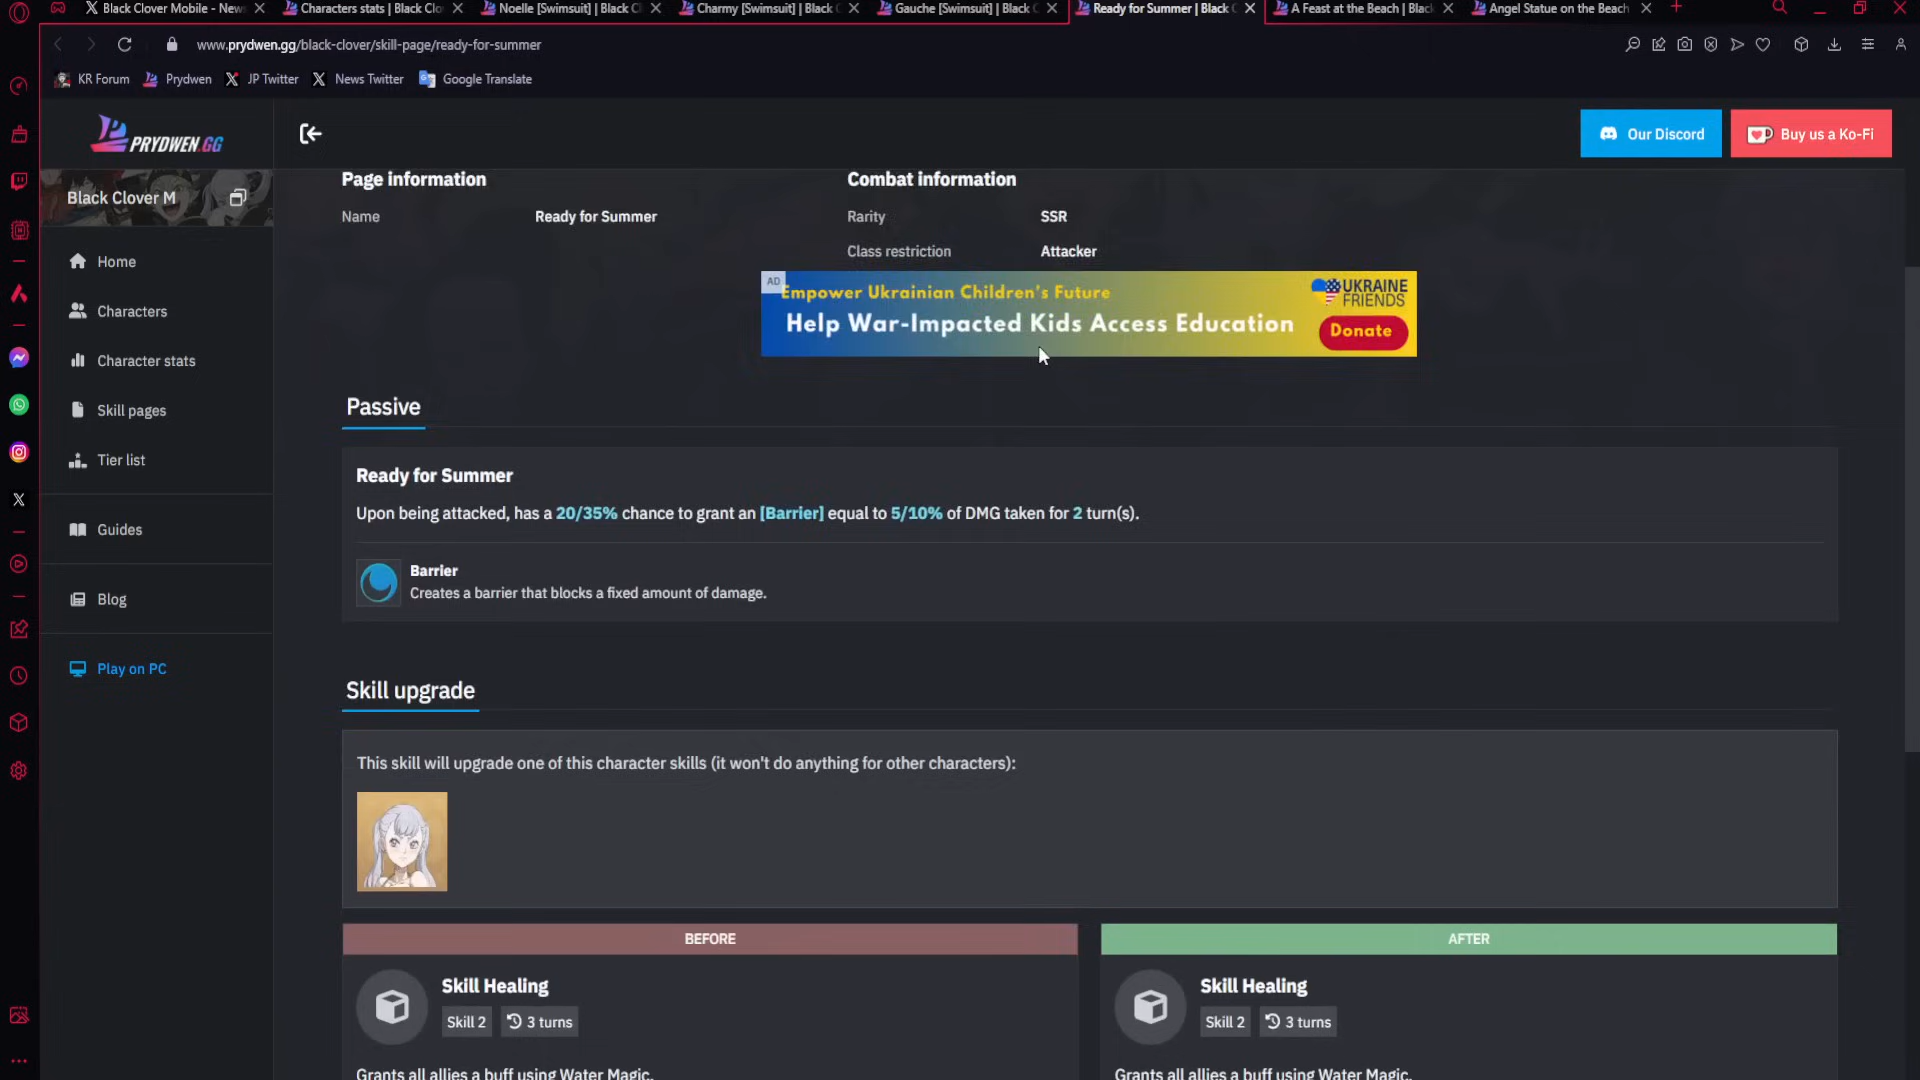 Black Clover Mobile - New
Characters stats | Black Clo
Noelle [Swimsuit] | Black C
Charmy [Swimsuit] | Black
Gauche [Swimsuit] | Black C
Ready for Summer | Black
A Feast at the Beach | Black
Angel Statue on the Beach
www.prydwen.gg/black-clover/skill-page/ready-for-summer
KR Forum
Prydwen
JP Twitter
News Twitter
Google Translate
PRYDWEN.GG
Our Discord
Buy us a Ko-Fi
Black Clover M
Home
Characters
Character stats
Skill pages
Tier list
Guides
Blog
Play on PC
Page information
Name Ready for Summer
Combat information
Rarity SSR
Class restriction Attacker
AD
Empower Ukrainian Children's Future
Help War-Impacted Kids Access Education
UKRAINE
FRIENDS
Donate
Passive
Ready for Summer
Upon being attacked, has a 20/35% chance to grant an [Barrier] equal to 5/10% of DMG taken for 2 turn(s).
Barrier
Creates a barrier that blocks a fixed amount of damage.
Skill upgrade
This skill will upgrade one of this character skills (it won't do anything for other characters):
BEFORE
Skill Healing
Skill 2 3 turns
Grants all allies a buff using Water Magic.
AFTER
Skill Healing
Skill 2 3 turns
Grants all allies a buff using Water Magic.